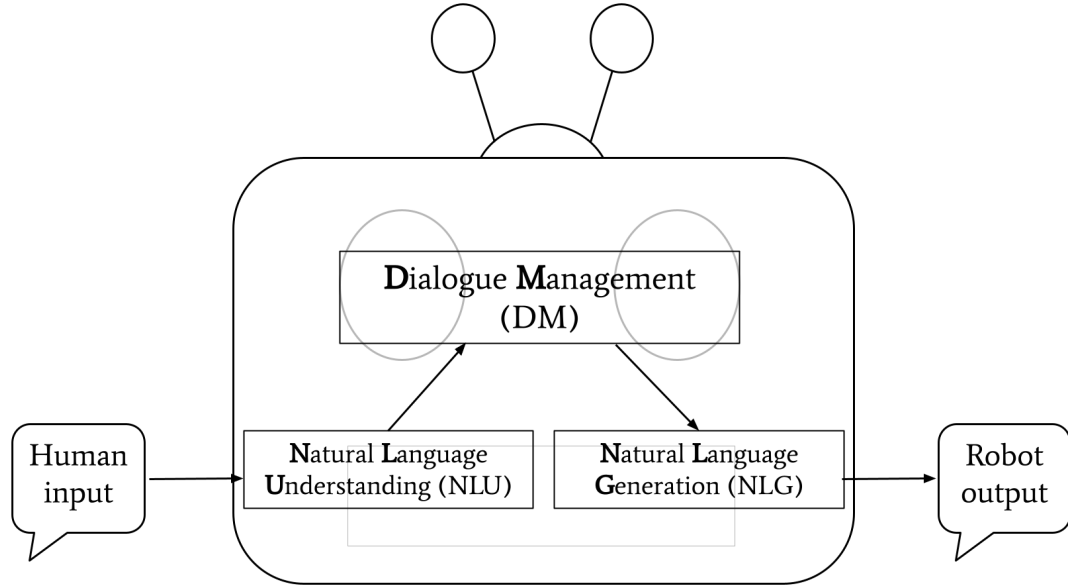 Dialogue Management
(DM)
Human
input
Natural Language
Understanding (NLU)
Natural Language
Generation (NLG)
Robot
output